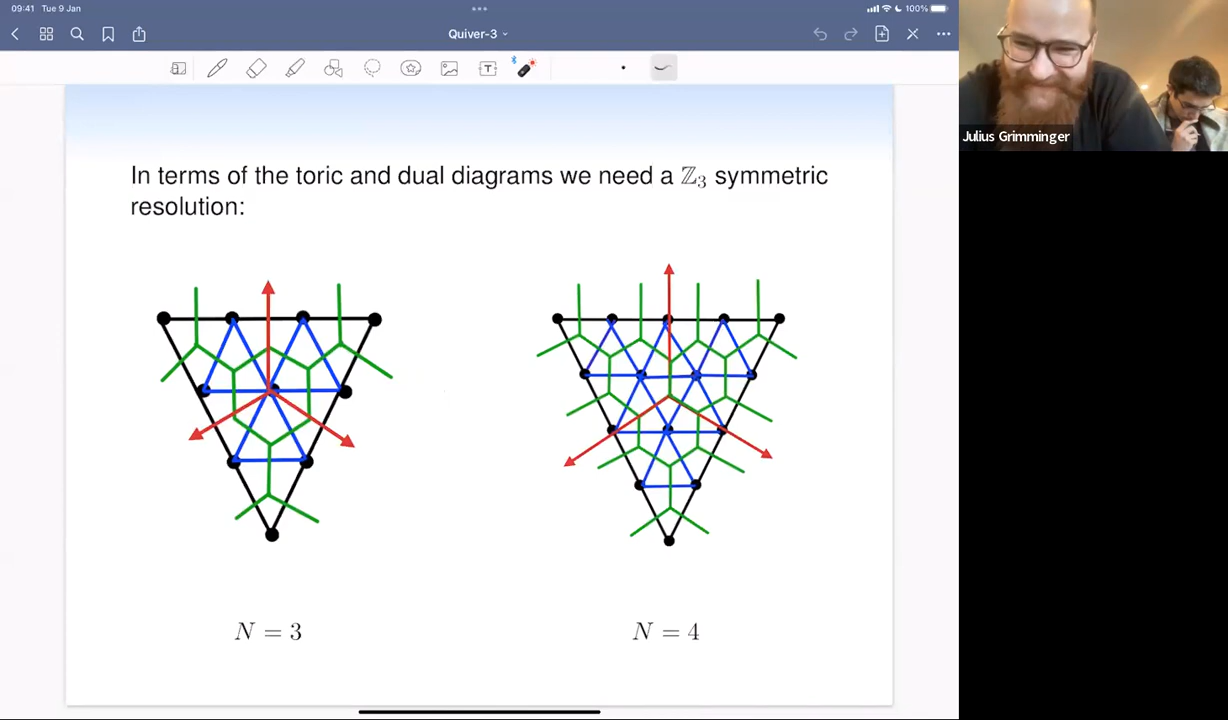 09:41 Tue 9 Jan
100%
Quiver-3
Julius Grimminger
In terms of the toric and dual diagrams we need a ℤ₃ symmetric
resolution:
N = 3
N = 4